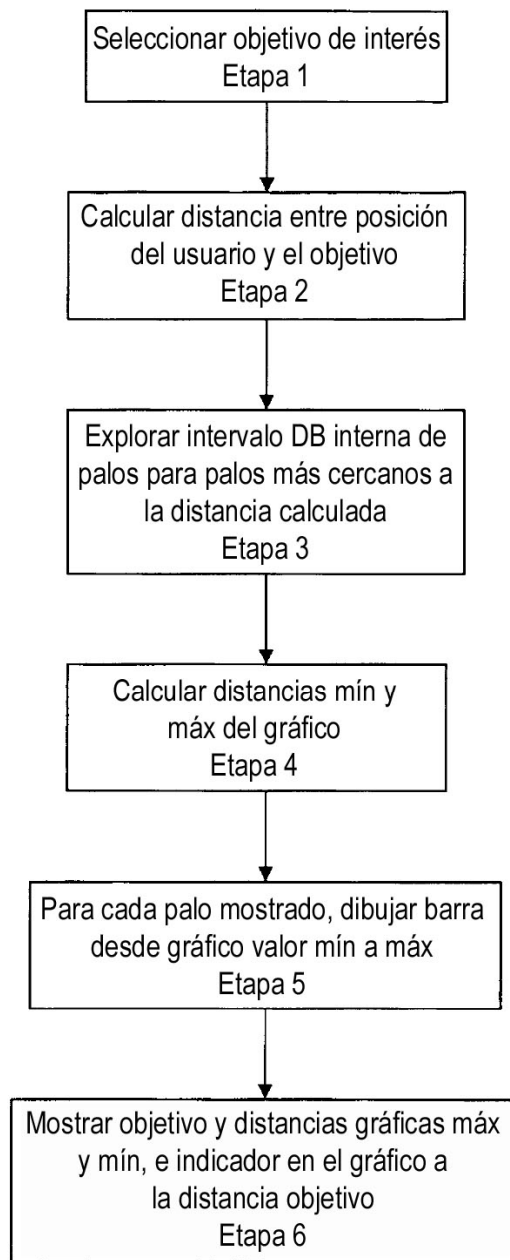 Seleccionar objetivo de interés
Etapa 1
Calcular distancia entre posición
del usuario y el objetivo
Etapa 2
Explorar intervalo DB interna de
palos para palos más cercanos a
la distancia calculada
Etapa 3
Calcular distancias mín y
máx del gráfico
Etapa 4
Para cada palo mostrado, dibujar barra
desde gráfico valor mín a máx
Etapa 5
Mostrar objetivo y distancias gráficas máx
y mín, e indicador en el gráfico a
la distancia objetivo
Etapa 6